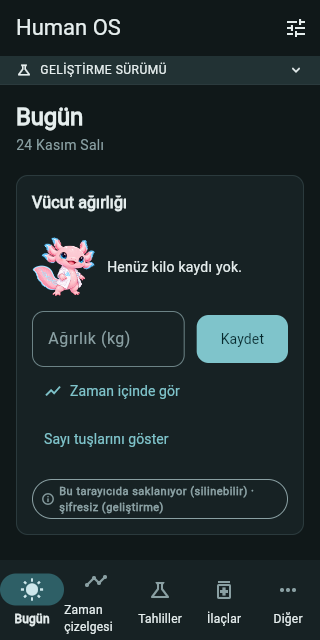 Human OS
GELİŞTİRME SÜRÜMÜ
Bugün
24 Kasım Salı
Vücut ağırlığı
Henüz kilo kaydı yok.
Ağırlık (kg)
Kaydet
Zaman içinde gör
Sayı tuşlarını göster
Bu tarayıcıda saklanıyor (silinebilir) ·
şifresiz (geliştirme)
Bugün
Zaman
çizelgesi
Tahliller
İlaçlar
Diğer